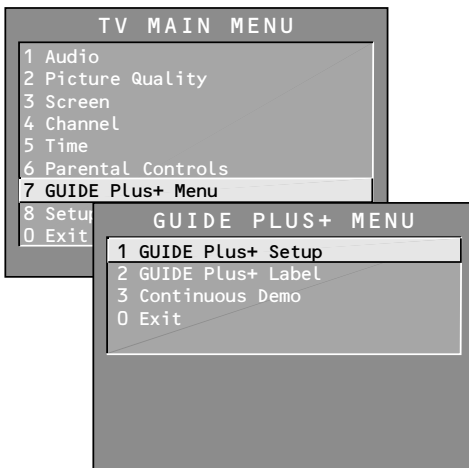 TV MAIN MENU
1 Audio
2 Picture Quality
3 Screen
4 Channel
5 Time
6 Parental Controls
7 GUIDE Plus+ Menu
8 Setup
0 Exit
GUIDE PLUS+ MENU
1 GUIDE Plus+ Setup
2 GUIDE Plus+ Label
3 Continuous Demo
0 Exit